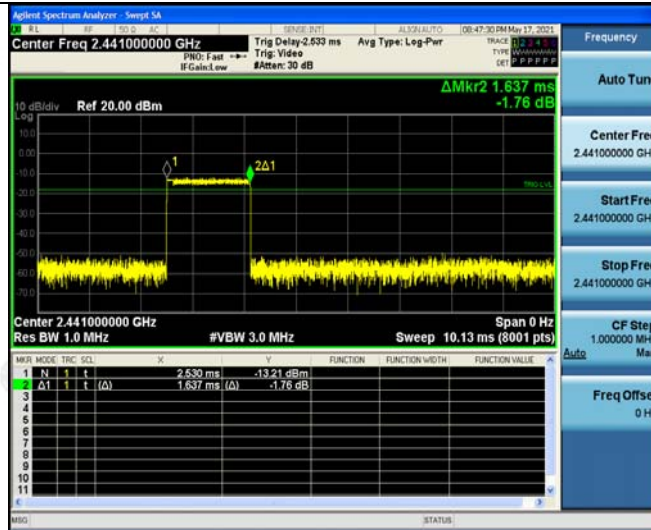 Agilent Spectrum Analyzer - Swept SA
RL RF 50 Ω AC SENSE:INT ALIGN AUTO 08:47:30 PM May 17, 2021
Center Freq 2.441000000 GHz
Trig Delay-2.533 ms Avg Type: Log-Pwr TRACE 1 2 3 4 5 6
PNO: Fast Trig: Video TYPE
IFGain:Low #Atten: 30 dB DET P P P P P P
Frequency
ΔMkr2 1.637 ms
-1.76 dB
10 dB/div Ref 20.00 dBm
Log
10.0
0.00
-10.0
-20.0
-30.0
-40.0
-50.0
-60.0
-70.0
1
2Δ1
TRIG LVL
Center 2.441000000 GHz Span 0 Hz
Res BW 1.0 MHz #VBW 3.0 MHz Sweep 10.13 ms (8001 pts)
MKR MODE TRC SCL X Y FUNCTION FUNCTION WIDTH FUNCTION VALUE
1 N 1 t 2.530 ms -13.21 dBm
2 Δ1 1 t (Δ) 1.637 ms (Δ) -1.76 dB
3
4
5
6
7
8
9
10
11
MSG STATUS
Auto Tun
Center Fre
2.441000000 GH
Start Fre
2.441000000 GH
Stop Fre
2.441000000 GH
CF Ste
1.000000 MH
Auto Ma
Freq Offse
0 H